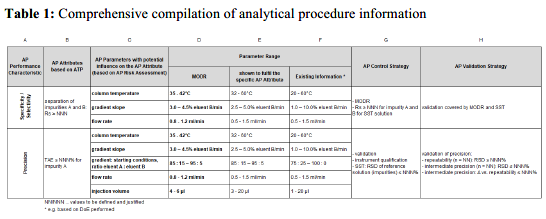 Table 1: Comprehensive compilation of analytical procedure information
A B C D E F G H
AP Performance Characteristic
AP Attributes based on ATP
AP Parameters with potential influence on the AP Attribute (based on AP Risk Assessment)
Parameter Range
AP Control Strategy
AP Validation Strategy
MODR
shown to fulfil the specific AP Attribute
Existing Information *
Specificity / Selectivity
separation of impurities A and B
Rs ≥ NNN
column temperature
35 - 42°C
32 - 50°C
20 - 60°C
gradient slope
3.0 – 4.5% eluent B/min
2.5 – 5.0% eluent B/min
1.0 – 10.0% eluent B/min
flow rate
0.8 - 1.2 ml/min
0.5 - 1.5 ml/min
0.5 - 1.5 ml/min
- MODR
- Rs ≥ NNN for impurity A and B for SST solution
validation covered by MODR and SST
Precision
TAE ≤ NNN% for NN impurity A
column temperature
35 - 42°C
32 - 60°C
20 - 60°C
gradient slope
3.0 – 4.5% eluent B/min
2.5 – 5.0% eluent B/min
1.0 – 10.0% eluent B/min
gradient: starting conditions, ratio eluent A : eluent B
85 : 15 – 95 : 5
85 : 15 – 95 : 5
75 : 25 – 100 : 0
flow rate
0.8 - 1.2 ml/min
0.5 - 1.5 ml/min
0.5 - 1.5 ml/min
injection volume
4 - 6 µl
3 - 20 µl
1 - 20 µl
- validation
- instrument qualification
- SST: RSD of reference solution (impurities) ≤ NNN%
validation of precision:
- repeatability (n = NN): RSD ≤ NNN%
- intermediate precision (n = NN): RSD ≤ NNN%
- intermediate precision:
vs. repeatability ≤ NNN%
NN/NNN .. values to be defined and justified
* e.g. based on DoE performed